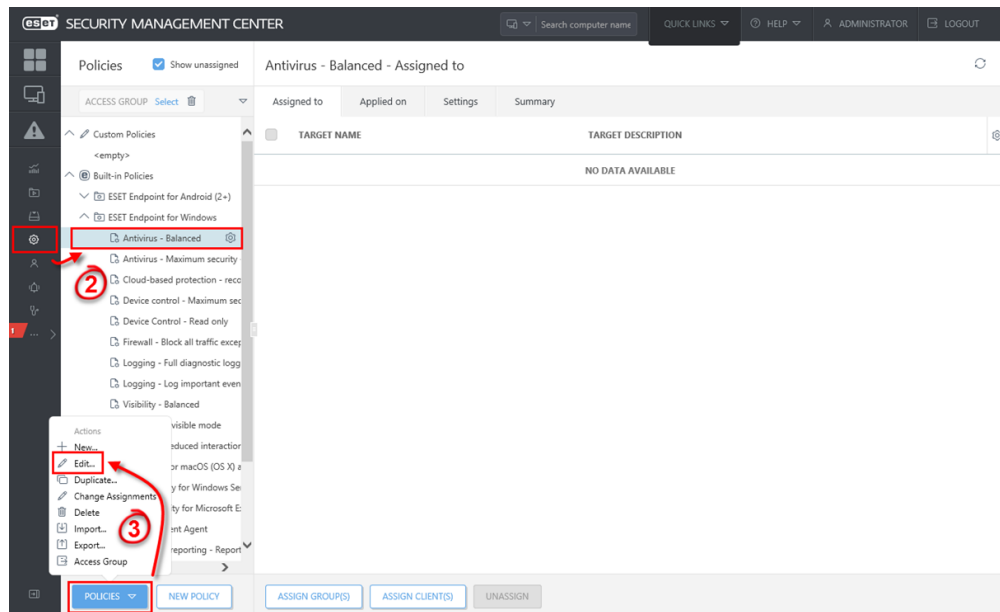 eset SECURITY MANAGEMENT CENTER
Search computer name
QUICK LINKS
HELP
ADMINISTRATOR
LOGOUT
Policies
Show unassigned
ACCESS GROUP Select
Custom Policies
<empty>
Built-in Policies
ESET Endpoint for Android (2+)
ESET Endpoint for Windows
Antivirus - Balanced
Antivirus - Maximum security
Cloud-based protection - reco
Device control - Maximum sec
Device Control - Read only
Firewall - Block all traffic excep
Logging - Full diagnostic logg
Logging - Log important even
Visibility - Balanced
visible mode
educed interaction
or macOS (OS X) a
y for Windows Se
ity for Microsoft E
ent Agent
reporting - Report
1
...
2
Actions
New...
Edit...
Duplicate...
Change Assignments
Delete
Import...
Export...
Access Group
3
POLICIES
NEW POLICY
Antivirus - Balanced - Assigned to
Assigned to
Applied on
Settings
Summary
TARGET NAME
TARGET DESCRIPTION
NO DATA AVAILABLE
ASSIGN GROUP(S)
ASSIGN CLIENT(S)
UNASSIGN